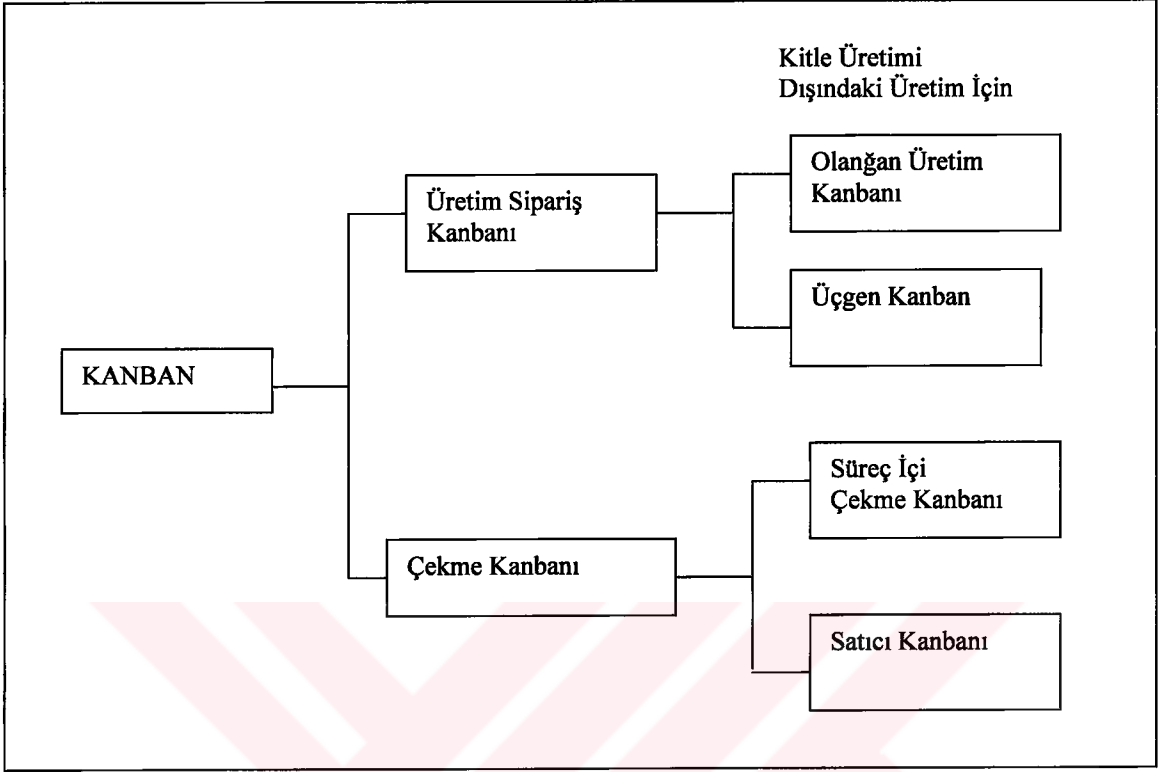 Kitle Üretimi
Dışındaki Üretim İçin
Olanğan Üretim
Kanbanı
Üretim Sipariş
Kanbanı
Üçgen Kanban
KANBAN
Süreç İçi
Çekme Kanbanı
Çekme Kanbanı
Satıcı Kanbanı